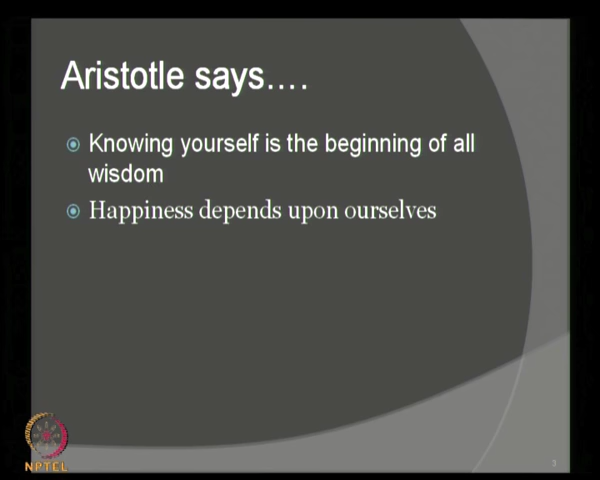 Aristotle says....
Knowing yourself is the beginning of all
wisdom
Happiness depends upon ourselves
NPTEL
3